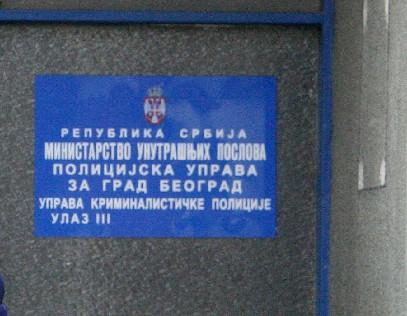 РЕПУБЛИКА СРБИЈА
МИНИСТАРСТВО УНУТРАШЊИХ ПОСЛОВА
ПОЛИЦИЈСКА УПРАВА
ЗА ГРАД БЕОГРАД
УПРАВА КРИМИНАЛИСТИЧКЕ ПОЛИЦИЈЕ
УЛАЗ III